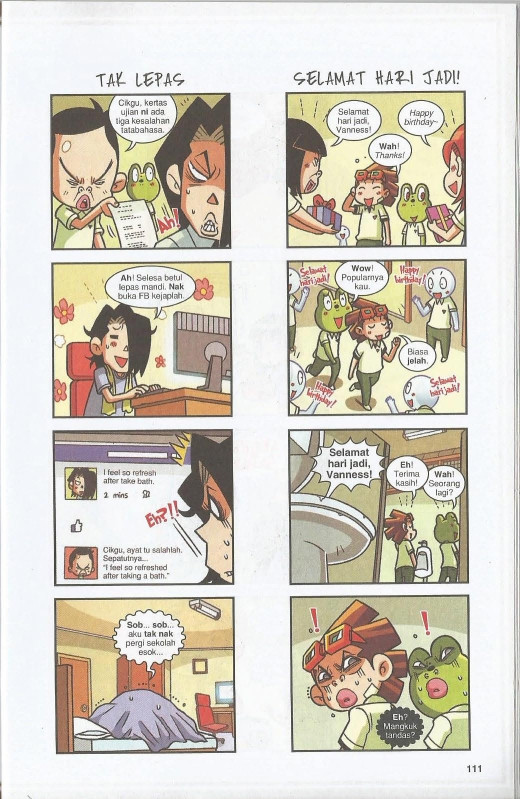 TAK LEPAS
Cikgu, kertas
ujian ni ada
tiga kesalahan
tatabahasa.
Ah!
Ah! Selesa betul
lepas mandi. Nak
buka FB kejaplah.
I feel so refresh
after take bath.
2 mins
Eh?!!
Cikgu, ayat tu salahlah.
Sepatutnya...
"I feel so refreshed
after taking a bath."
Sob... sob...
aku tak nak
pergi sekolah
esok...
SELAMAT HARI JADI!
Selamat
hari jadi,
Vanness!
Happy
birthday~
Wah!
Thanks!
Selamat
hari jadi!
Wow!
Popularnya
kau.
Happy
birthday!
Biasa
jelah.
Happy
birthday!
Selamat
hari jadi!
Selamat
hari jadi,
Vanness!
Eh!
Terima
kasih!
Wah!
Seorang
lagi?
! !
Eh?
Mangkuk
tandas?
111